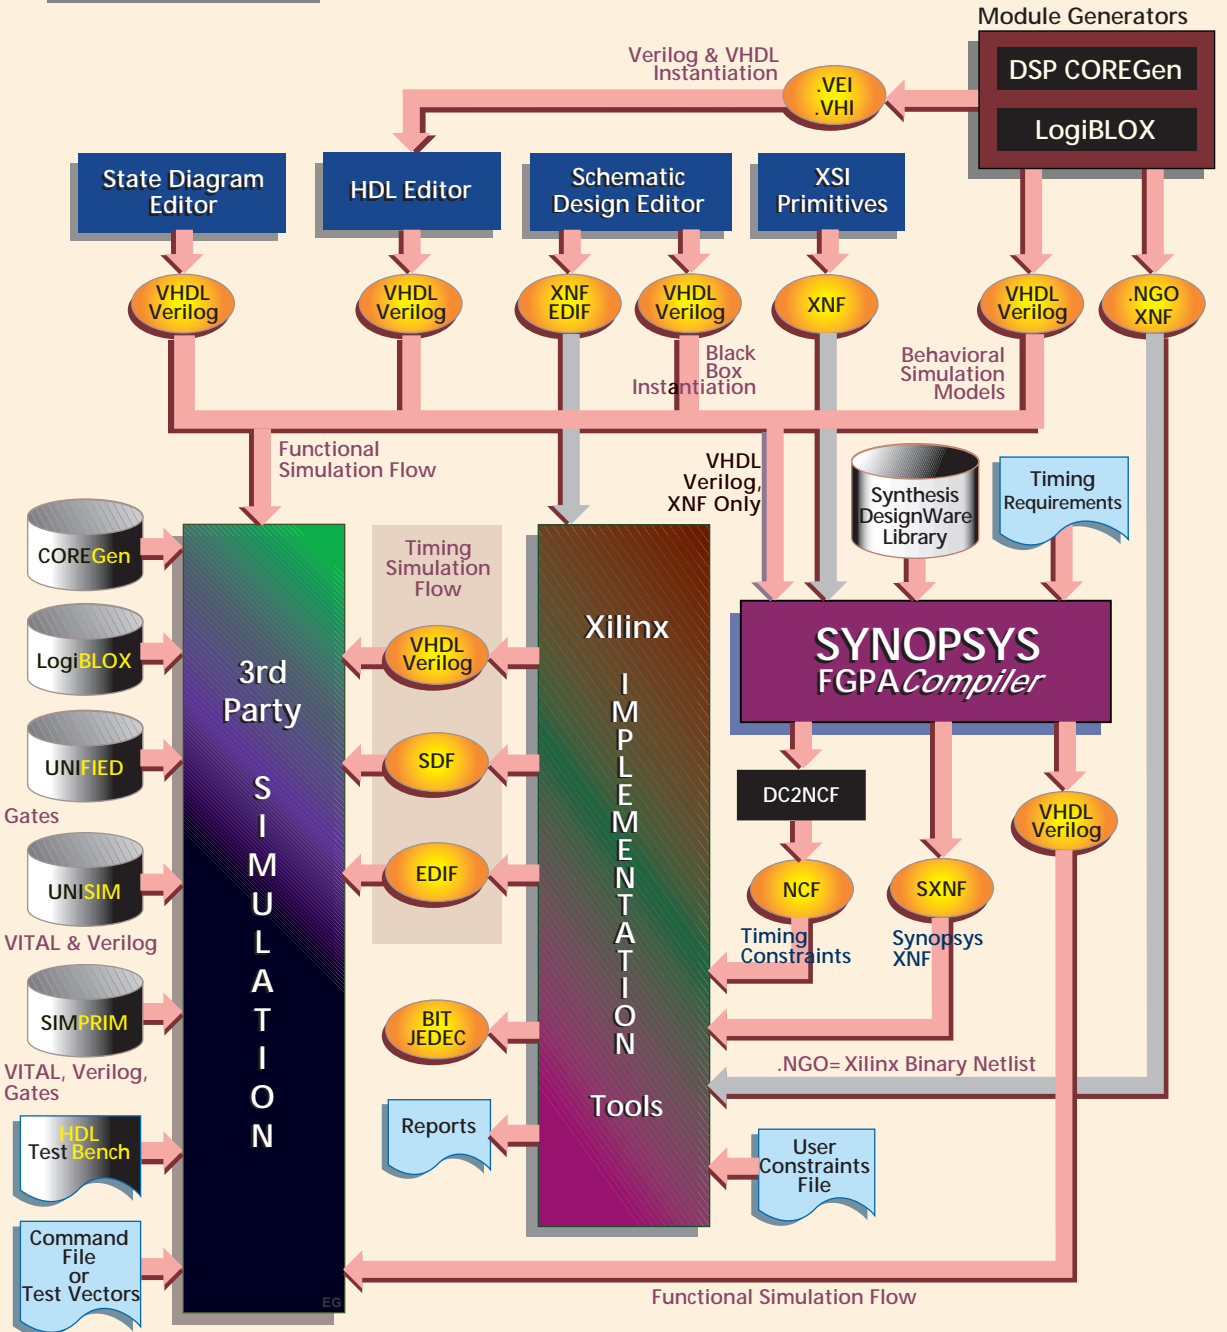 Module Generators
DSP COREGen
LogiBLOX
Verilog & VHDL
Instantiation
.VEI
.VHI
State Diagram
Editor
HDL Editor
Schematic
Design Editor
XSI
Primitives
VHDL
Verilog
VHDL
Verilog
XNF
EDIF
VHDL
Verilog
XNF
VHDL
Verilog
.NGO
XNF
Black
Box
Instantiation
Behavioral
Simulation
Models
Functional
Simulation Flow
VHDL
Verilog,
XNF Only
Synthesis
DesignWare
Library
Timing
Requirements
COREGen
LogiBLOX
UNIFIED
Gates
UNISIM
VITAL & Verilog
SIMPRIM
VITAL, Verilog,
Gates
HDL
Test Bench
Command
File
or
Test Vectors
3rd
Party
SIMULATION
EG
Timing
Simulation
Flow
VHDL
Verilog
SDF
EDIF
BIT
JEDEC
Reports
Xilinx
IMPLEMENTATION
Tools
SYNOPSYS
FGPACompiler
DC2NCF
VHDL
Verilog
NCF
SXNF
Timing
Constraints
Synopsys
XNF
.NGO= Xilinx Binary Netlist
User
Constraints
File
Functional Simulation Flow